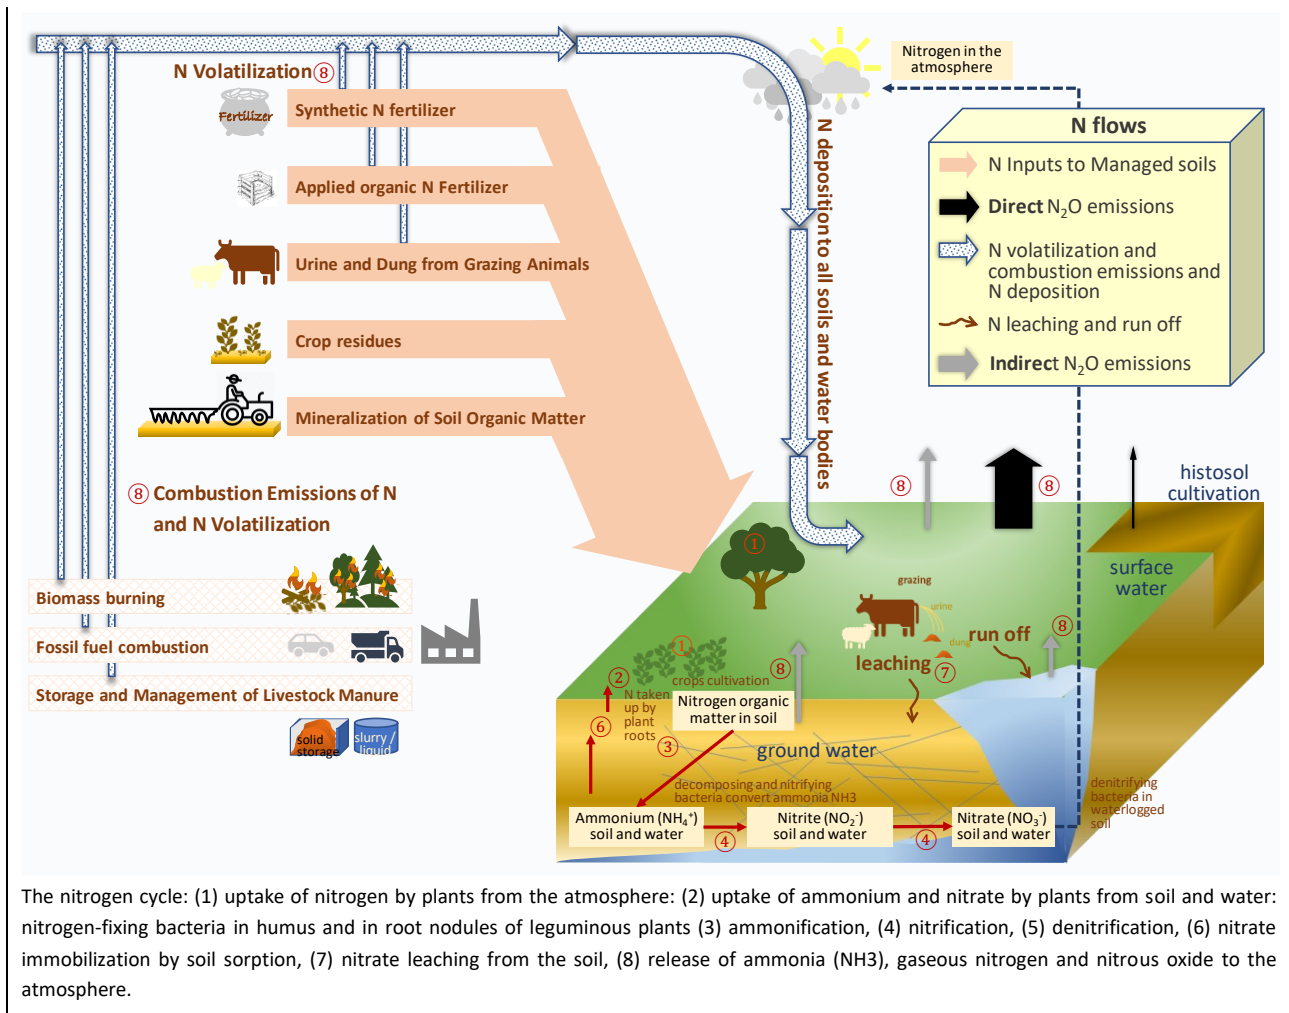 N Volatilization ⑧
Fertilizer
Synthetic N fertilizer
Applied organic N Fertilizer
Urine and Dung from Grazing Animals
Crop residues
Mineralization of Soil Organic Matter
⑧ Combustion Emissions of N
and N Volatilization
Biomass burning
Fossil fuel combustion
Storage and Management of Livestock Manure
solid
storage
slurry /
liquid
N deposition to all soils and water bodies
Nitrogen in the
atmosphere
N flows
N Inputs to Managed soils
Direct N₂O emissions
N volatilization and
combustion emissions and
N deposition
N leaching and run off
Indirect N₂O emissions
⑧
⑧
histosol
cultivation
surface
water
①
grazing
urine
dung
run off
⑧
leaching ⑦
①
②
crops cultivation
⑧
N taken
up by
plant
roots
⑥
③
Nitrogen organic
matter in soil
ground water
decomposing and nitrifying
bacteria convert ammonia NH3
Ammonium (NH₄⁺)
soil and water
④
Nitrite (NO₂⁻)
soil and water
④
Nitrate (NO₃⁻)
soil and water
denitrifying
bacteria in
waterlogged
soil
The nitrogen cycle: (1) uptake of nitrogen by plants from the atmosphere: (2) uptake of ammonium and nitrate by plants from soil and water:
nitrogen-fixing bacteria in humus and in root nodules of leguminous plants (3) ammonification, (4) nitrification, (5) denitrification, (6) nitrate
immobilization by soil sorption, (7) nitrate leaching from the soil, (8) release of ammonia (NH3), gaseous nitrogen and nitrous oxide to the
atmosphere.